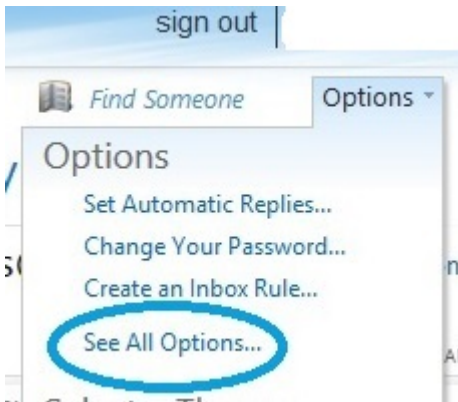 sign out
Find Someone
Options
Options
Set Automatic Replies...
Change Your Password...
Create an Inbox Rule...
See All Options...